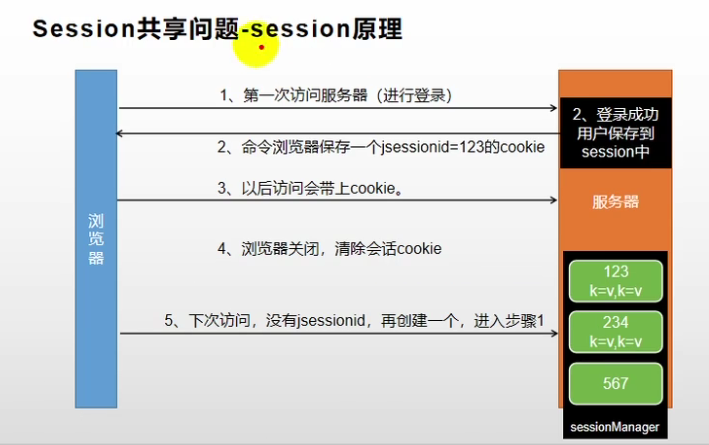 Session共享问题-session原理
1、第一次访问服务器（进行登录）
2、登录成功
用户保存到
session中
2、命令浏览器保存一个jsessionid=123的cookie
3、以后访问会带上cookie。
浏览器
服务器
4、浏览器关闭，清除会话cookie
123
k=v,k=v
5、下次访问，没有jsessionid，再创建一个，进入步骤1
234
k=v,k=v
567
sessionManager